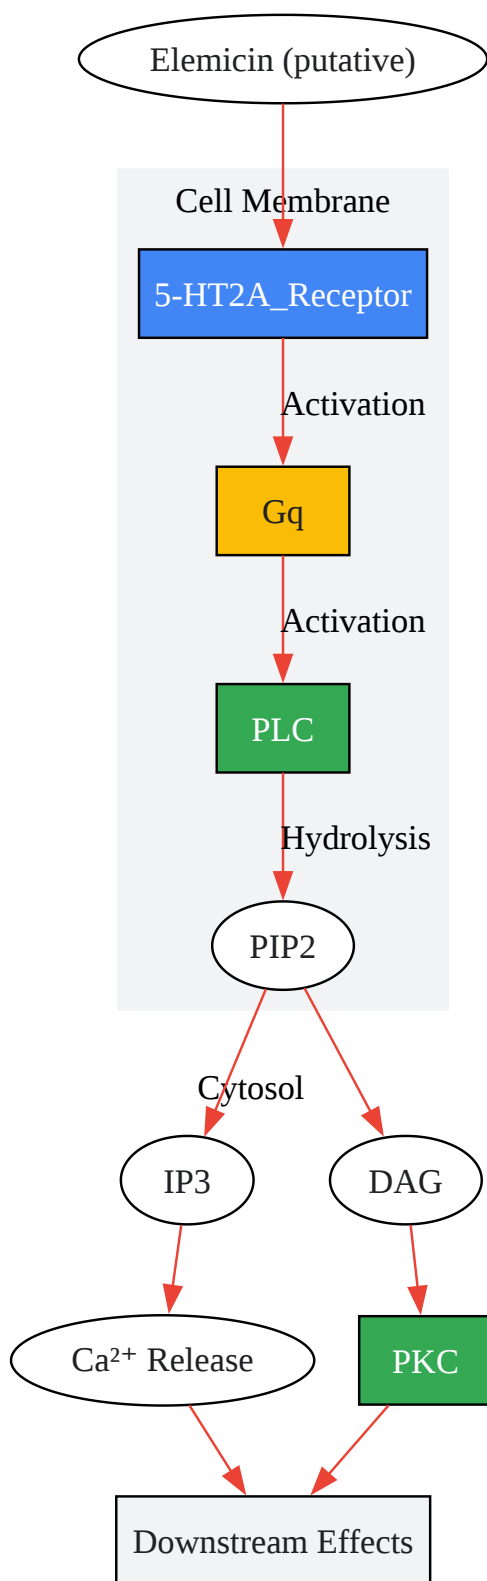 Elemicin (putative)
Cell Membrane
5-HT2A_Receptor
Activation
Gq
Activation
PLC
Hydrolysis
PIP2
Cytosol
IP3
DAG
Ca²⁺ Release
PKC
Downstream Effects